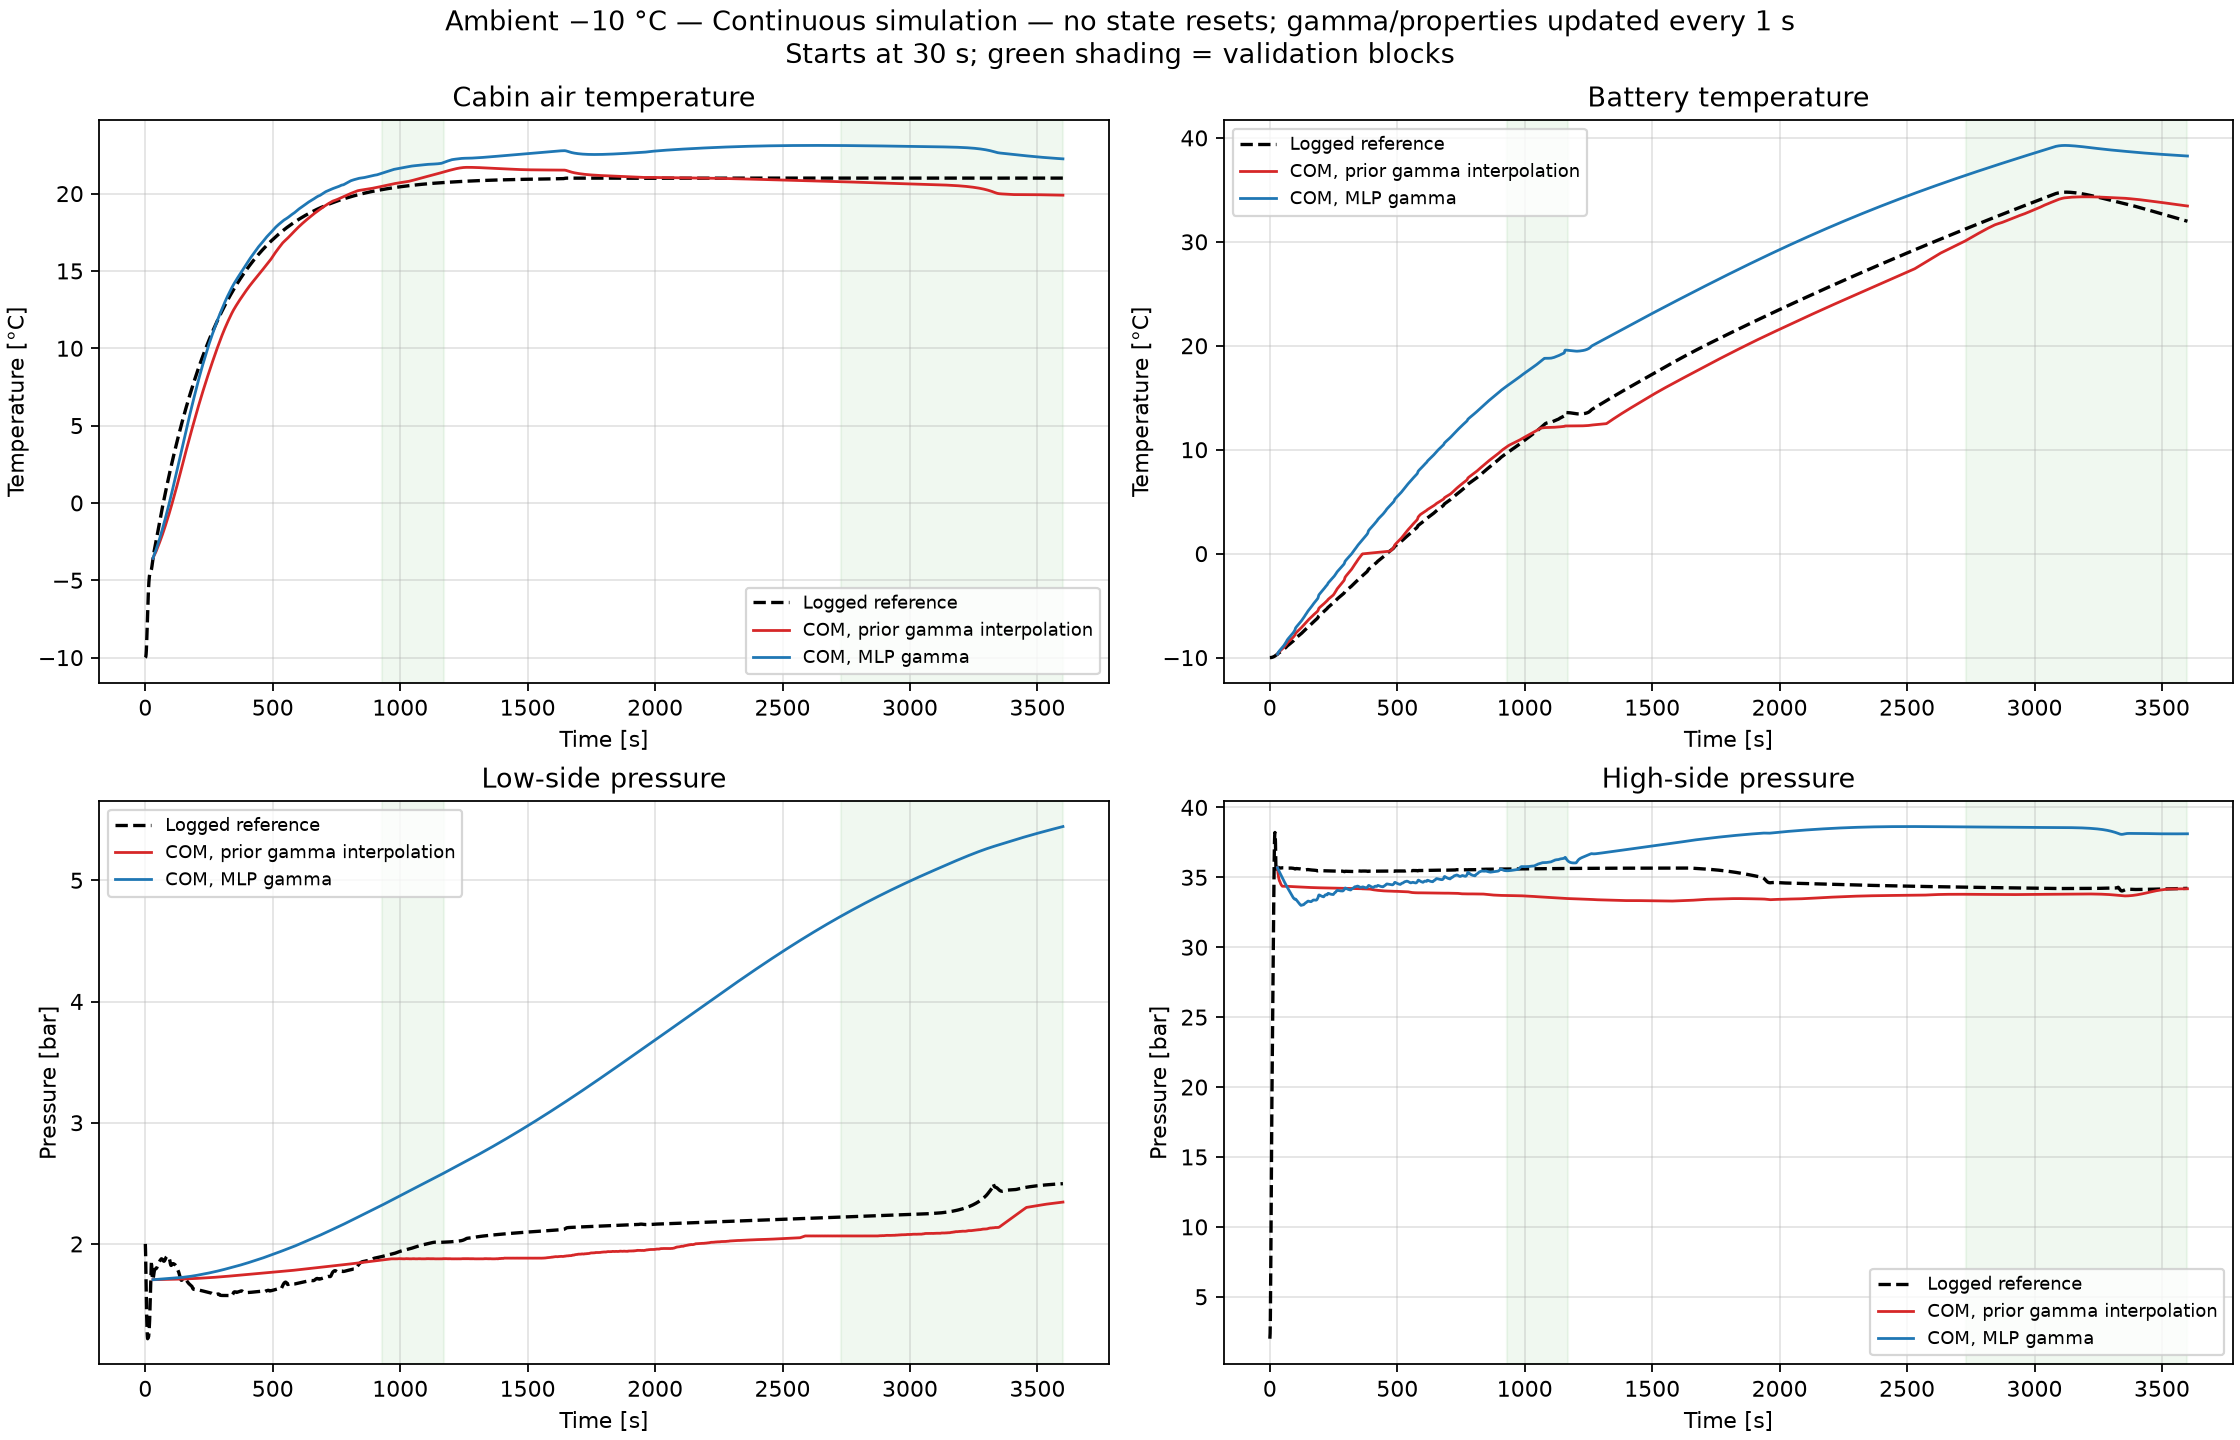 Ambient −10 °C — Continuous simulation — no state resets; gamma/properties updated every 1 s
Starts at 30 s; green shading = validation blocks
Cabin air temperature
Temperature [°C]
20
15
10
5
0
−5
−10
Logged reference
COM, prior gamma interpolation
COM, MLP gamma
0 500 1000 1500 2000 2500 3000 3500
Time [s]
Battery temperature
Temperature [°C]
40
30
20
10
0
−10
Logged reference
COM, prior gamma interpolation
COM, MLP gamma
0 500 1000 1500 2000 2500 3000 3500
Time [s]
Low-side pressure
Pressure [bar]
5
4
3
2
Logged reference
COM, prior gamma interpolation
COM, MLP gamma
0 500 1000 1500 2000 2500 3000 3500
Time [s]
High-side pressure
Pressure [bar]
40
35
30
25
20
15
10
5
Logged reference
COM, prior gamma interpolation
COM, MLP gamma
0 500 1000 1500 2000 2500 3000 3500
Time [s]